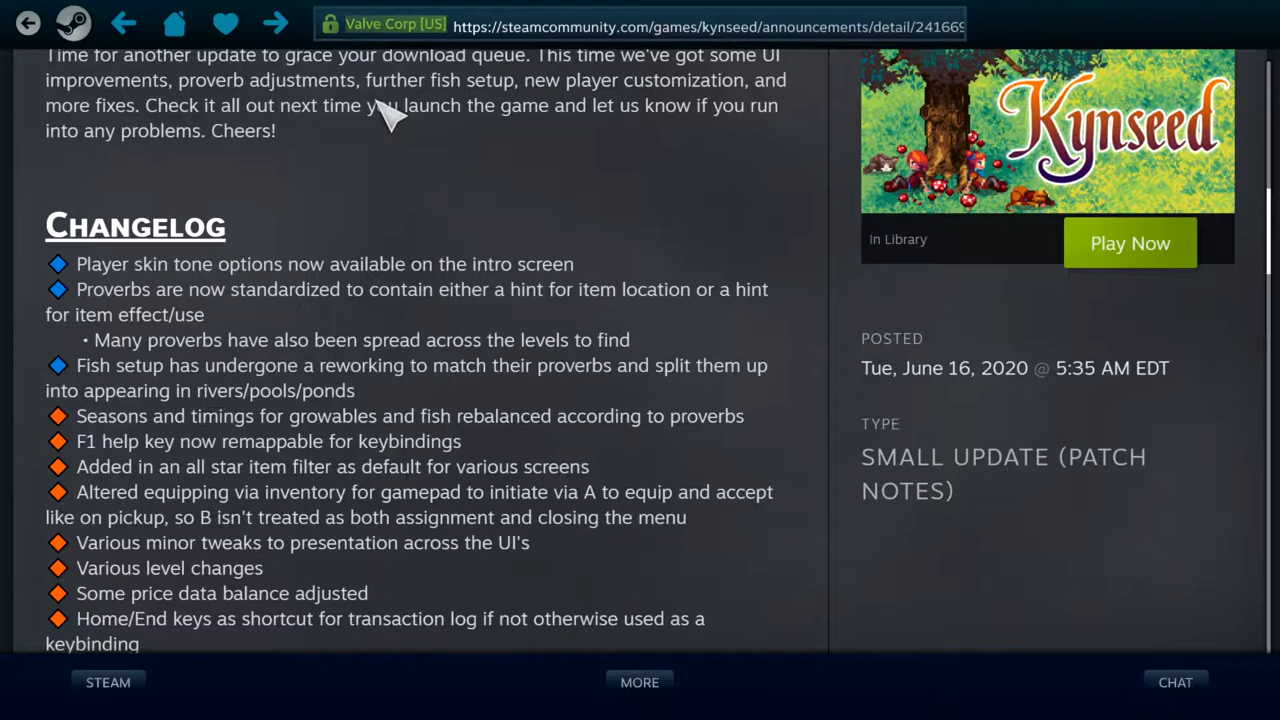 Valve Corp [US] https://steamcommunity.com/games/kynseed/announcements/detail/24166
Time for another update to grace your download queue. This time we've got some UI
improvements, proverb adjustments, further fish setup, new player customization, and
more fixes. Check it all out next time you launch the game and let us know if you run
into any problems. Cheers!
CHANGELOG
Player skin tone options now available on the intro screen
Proverbs are now standardized to contain either a hint for item location or a hint
for item effect/use
• Many proverbs have also been spread across the levels to find
Fish setup has undergone a reworking to match their proverbs and split them up
into appearing in rivers/pools/ponds
Seasons and timings for growables and fish rebalanced according to proverbs
F1 help key now remappable for keybindings
Added in an all star item filter as default for various screens
Altered equipping via inventory for gamepad to initiate via A to equip and accept
like on pickup, so B isn't treated as both assignment and closing the menu
Various minor tweaks to presentation across the UI's
Various level changes
Some price data balance adjusted
Home/End keys as shortcut for transaction log if not otherwise used as a
keybinding
Kynseed
In Library
Play Now
POSTED
Tue, June 16, 2020 @ 5:35 AM EDT
TYPE
SMALL UPDATE (PATCH
NOTES)
STEAM
MORE
CHAT